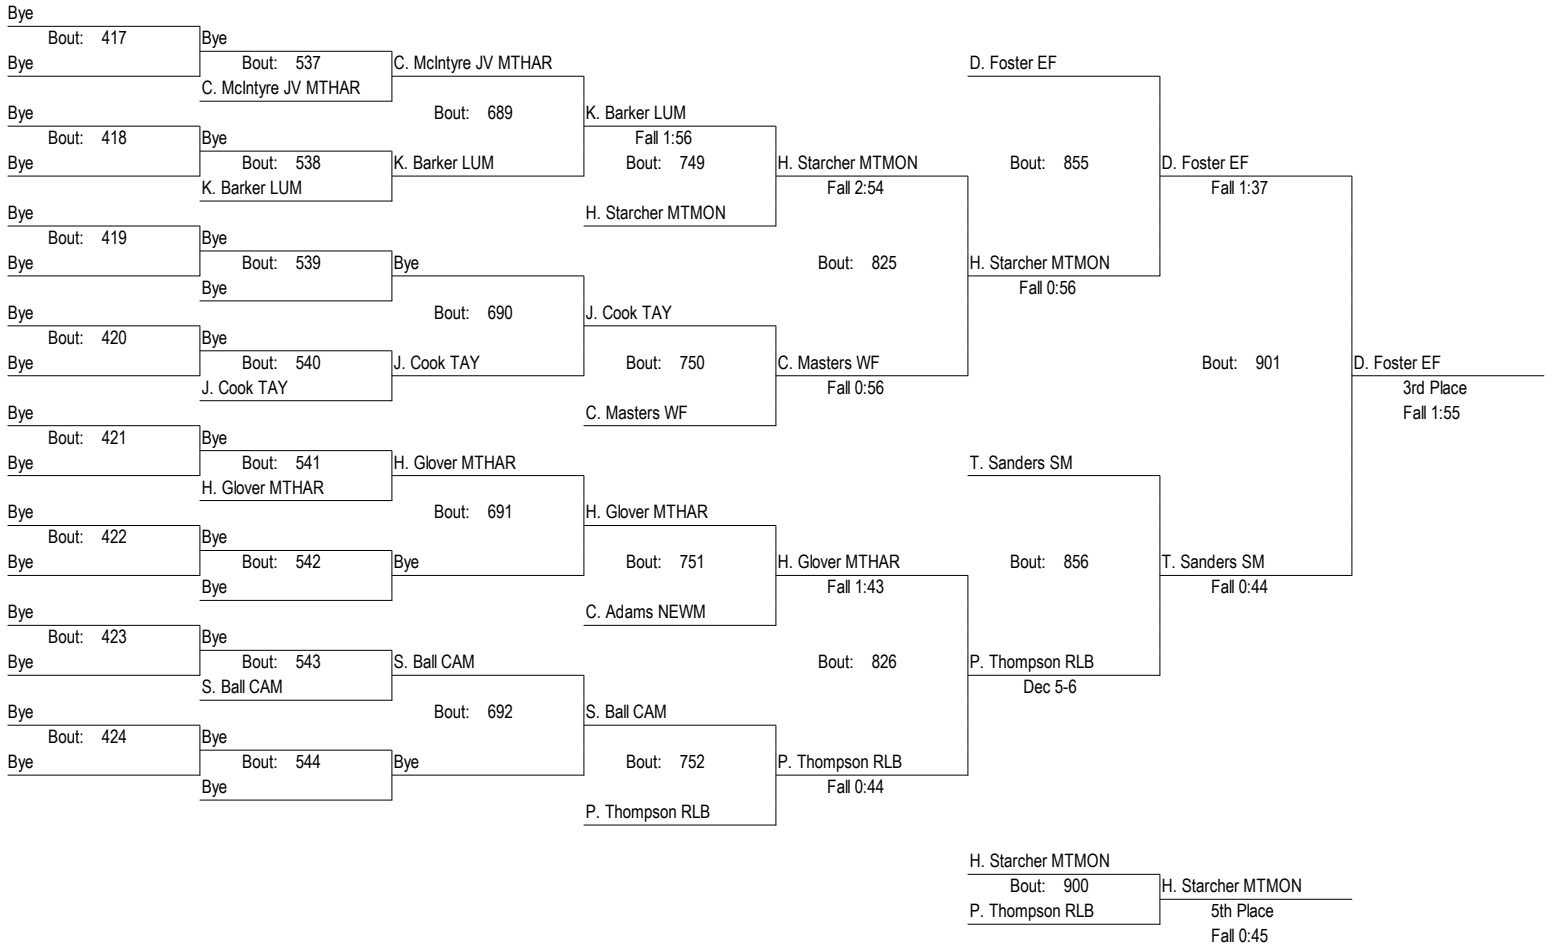 Bye
Bout: 417 Bye
Bye Bout: 537 C. McIntyre JV MTHAR D. Foster EF
C. McIntyre JV MTHAR
Bye Bout: 689 K. Barker LUM
Bout: 418 Bye Fall 1:56
Bye Bout: 538 K. Barker LUM Bout: 749 H. Starcher MTMON Bout: 855 D. Foster EF
K. Barker LUM Fall 2:54 Fall 1:37
Bye H. Starcher MTMON
Bout: 419 Bye
Bye Bout: 539 Bye Bout: 825 H. Starcher MTMON
Bye Fall 0:56
Bye Bout: 690 J. Cook TAY
Bout: 420 Bye
Bye Bout: 540 J. Cook TAY Bout: 750 C. Masters WF Bout: 901 D. Foster EF
J. Cook TAY Fall 0:56 3rd Place
Bye C. Masters WF Fall 1:55
Bout: 421 Bye
Bye Bout: 541 H. Glover MTHAR T. Sanders SM
H. Glover MTHAR
Bye Bout: 691 H. Glover MTHAR
Bout: 422 Bye
Bye Bout: 542 Bye Bout: 751 H. Glover MTHAR Bout: 856 T. Sanders SM
Bye Fall 1:43 Fall 0:44
Bye C. Adams NEWM
Bout: 423 Bye
Bye Bout: 543 S. Ball CAM Bout: 826 P. Thompson RLB
S. Ball CAM Dec 5-6
Bye Bout: 692 S. Ball CAM
Bout: 424 Bye
Bye Bout: 544 Bye Bout: 752 P. Thompson RLB
Bye Fall 0:44
P. Thompson RLB
H. Starcher MTMON
Bout: 900 H. Starcher MTMON
P. Thompson RLB 5th Place
Fall 0:45